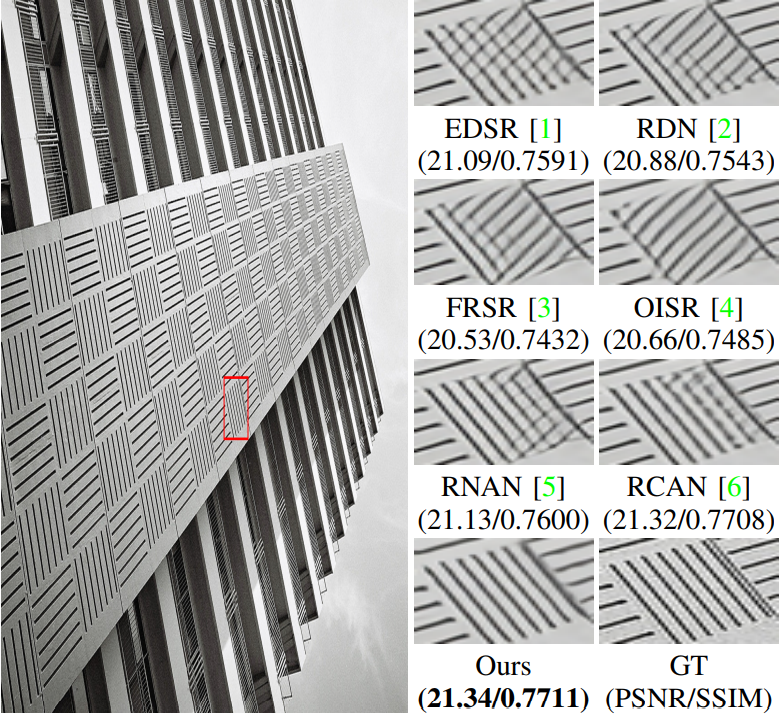 EDSR [1] RDN [2]
(21.09/0.7591) (20.88/0.7543)
FRSR [3] OISR [4]
(20.53/0.7432) (20.66/0.7485)
RNAN [5] RCAN [6]
(21.13/0.7600) (21.32/0.7708)
Ours GT
(21.34/0.7711) (PSNR/SSIM)